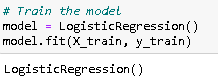 # Train the model
model = LogisticRegression()
model.fit(X_train, y_train)
LogisticRegression()